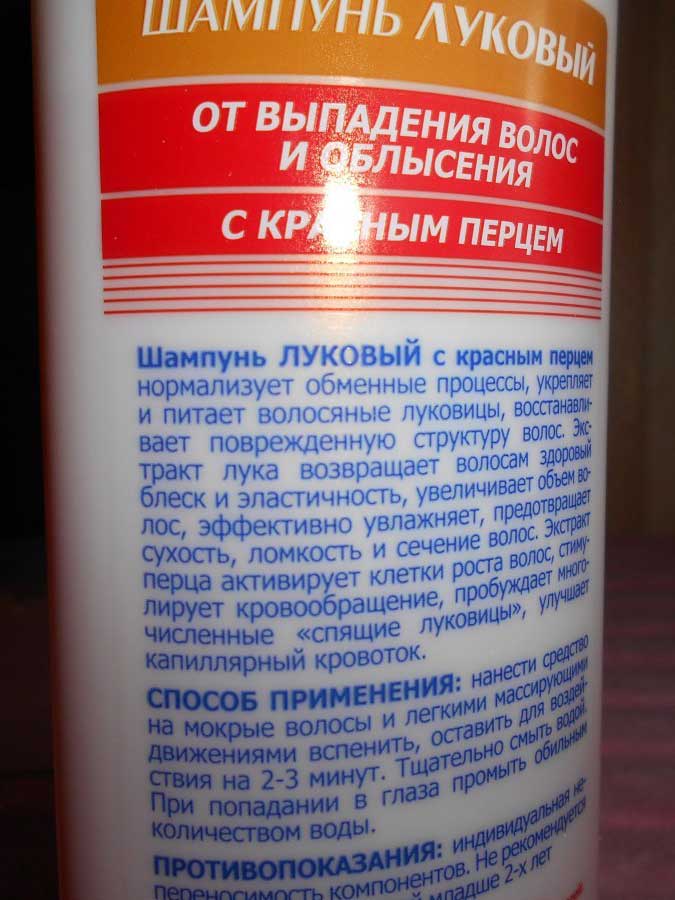 ШАМПУНЬ ЛУКОВЫЙ
ОТ ВЫПАДЕНИЯ ВОЛОС
И ОБЛЫСЕНИЯ
С КРАСНЫМ ПЕРЦЕМ
Шампунь ЛУКОВЫЙ с красным перцем
нормализует обменные процессы, укрепляет
и питает волосяные луковицы, восстанавли-
вает поврежденную структуру волос. Экс-
тракт лука возвращает волосам здоровый
блеск и эластичность, увеличивает объем во-
лос, эффективно увлажняет, предотвращает
сухость, ломкость и сечение волос. Экстракт
перца активирует клетки роста волос, стиму-
лирует кровообращение, пробуждает много-
численные «спящие луковицы», улучшает
капиллярный кровоток.
СПОСОБ ПРИМЕНЕНИЯ: нанести средство
на мокрые волосы и легкими массирующими
движениями вспенить, оставить для воздей-
ствия на 2-3 минут. Тщательно смыть водой.
При попадании в глаза промыть обильным
количеством воды.
ПРОТИВОПОКАЗАНИЯ: индивидуальная не-
переносимость компонентов. Не рекомендуется
младше 2-х лет